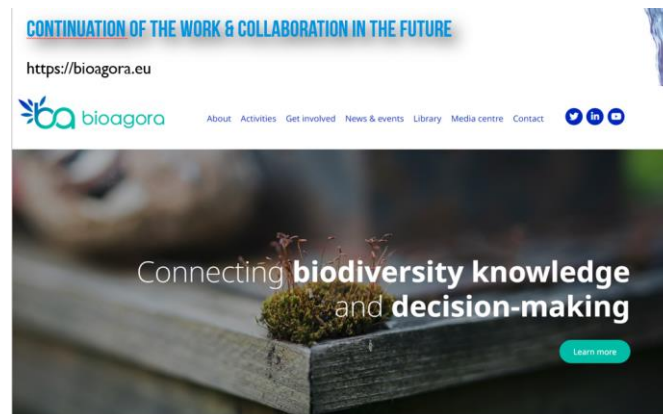 CONTINUATION OF THE WORK & COLLABORATION IN THE FUTURE
https://bioagora.eu
ba bioagora About Activities Get involved News & events Library Media centre Contact
Connecting biodiversity knowledge
and decision-making
Learn more